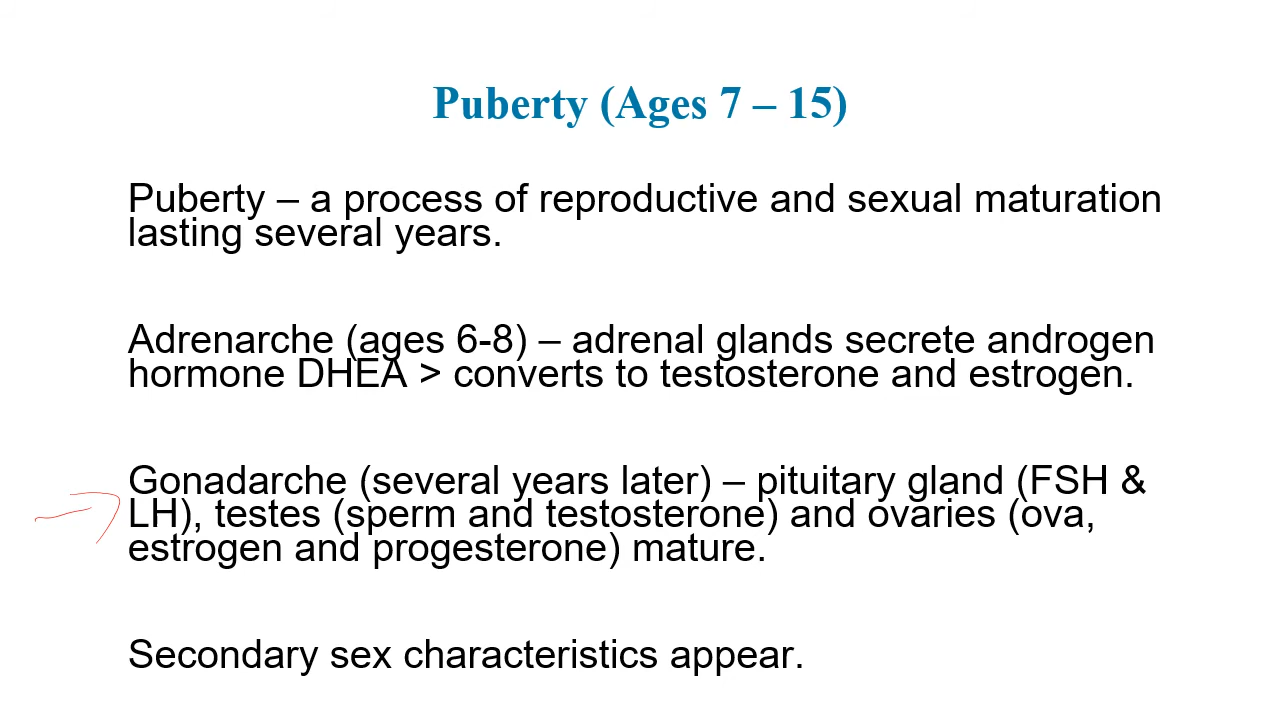 Puberty (Ages 7 – 15)
Puberty – a process of reproductive and sexual maturation
lasting several years.
Adrenarche (ages 6-8) – adrenal glands secrete androgen
hormone DHEA > converts to testosterone and estrogen.
Gonadarche (several years later) – pituitary gland (FSH &
LH), testes (sperm and testosterone) and ovaries (ova,
estrogen and progesterone) mature.
Secondary sex characteristics appear.